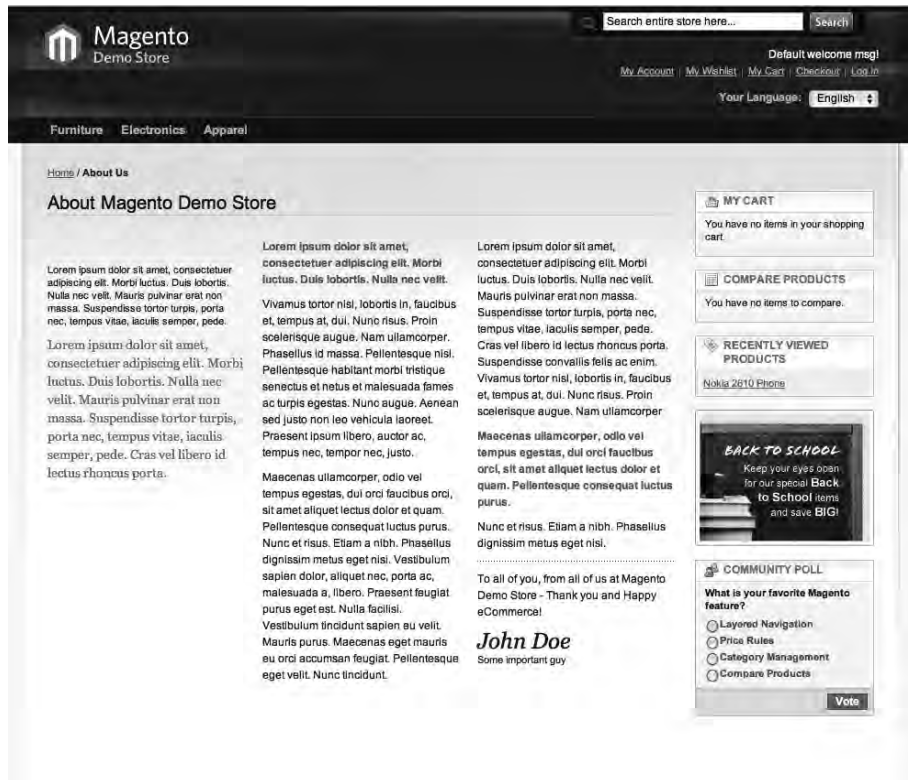 Search entire store here...
Search
Magento
Demo Store
Default welcome msg!
My Account | My Wishlist | My Cart | Checkout | Log In
Your Language: English
Furniture Electronics Apparel
Home / About Us
About Magento Demo Store
Lorem ipsum dolor sit amet, consectetuer
adipiscing elit. Morbi luctus. Duis lobortis.
Nulla nec velit. Mauris pulvinar erat non
massa. Suspendisse tortor turpis, porta
nec, tempus vitae, iaculis semper, pede.
Lorem ipsum dolor sit amet,
consectetuer adipiscing elit. Morbi
luctus. Duis lobortis. Nulla nec
velit. Mauris pulvinar erat non
massa. Suspendisse tortor turpis,
porta nec, tempus vitae, iaculis
semper, pede. Cras vel libero id
lectus rhoncus porta.
Lorem ipsum dolor sit amet,
consectetuer adipiscing elit. Morbi
luctus. Duis lobortis. Nulla nec velit.
Vivamus tortor nisl, lobortis in, faucibus
et, tempus at, dui. Nunc risus. Proin
scelerisque augue. Nam ullamcorper.
Phasellus id massa. Pellentesque nisl.
Pellentesque habitant morbi tristique
senectus et netus et malesuada fames
ac turpis egestas. Nunc augue. Aenean
sed justo non leo vehicula laoreet.
Praesent ipsum libero, auctor ac,
tempus nec, tempor nec, justo.
Maecenas ullamcorper, odio vel
tempus egestas, dui orci faucibus orci,
sit amet aliquet lectus dolor et quam.
Pellentesque consequat luctus purus.
Nunc et risus. Etiam a nibh. Phasellus
dignissim metus eget nisi. Vestibulum
sapien dolor, aliquet nec, porta ac,
malesuada a, libero. Praesent feugiat
purus eget est. Nulla facilisi.
Vestibulum tincidunt sapien eu velit.
Mauris purus. Maecenas eget mauris
eu orci accumsan feugiat. Pellentesque
eget velit. Nunc tincidunt.
Lorem ipsum dolor sit amet,
consectetuer adipiscing elit. Morbi
luctus. Duis lobortis. Nulla nec velit.
Mauris pulvinar erat non massa.
Suspendisse tortor turpis, porta nec,
tempus vitae, iaculis semper, pede.
Cras vel libero id lectus rhoncus porta.
Suspendisse convallis felis ac enim.
Vivamus tortor nisl, lobortis in, faucibus
et, tempus at, dui. Nunc risus. Proin
scelerisque augue. Nam ullamcorper
Maecenas ullamcorper, odio vel
tempus egestas, dui orci faucibus
orci, sit amet aliquet lectus dolor et
quam. Pellentesque consequat luctus
purus.
Nunc et risus. Etiam a nibh. Phasellus
dignissim metus eget nisi.
To all of you, from all of us at Magento
Demo Store - Thank you and Happy
eCommerce!
John Doe
Some important guy
MY CART
You have no items in your shopping
cart.
COMPARE PRODUCTS
You have no items to compare.
RECENTLY VIEWED
PRODUCTS
Nokia 2610 Phone
BACK TO SCHOOL
Keep your eyes open
for our special Back
to School items
and save BIG!
COMMUNITY POLL
What is your favorite Magento
feature?
Layered Navigation
Price Rules
Category Management
Compare Products
Vote